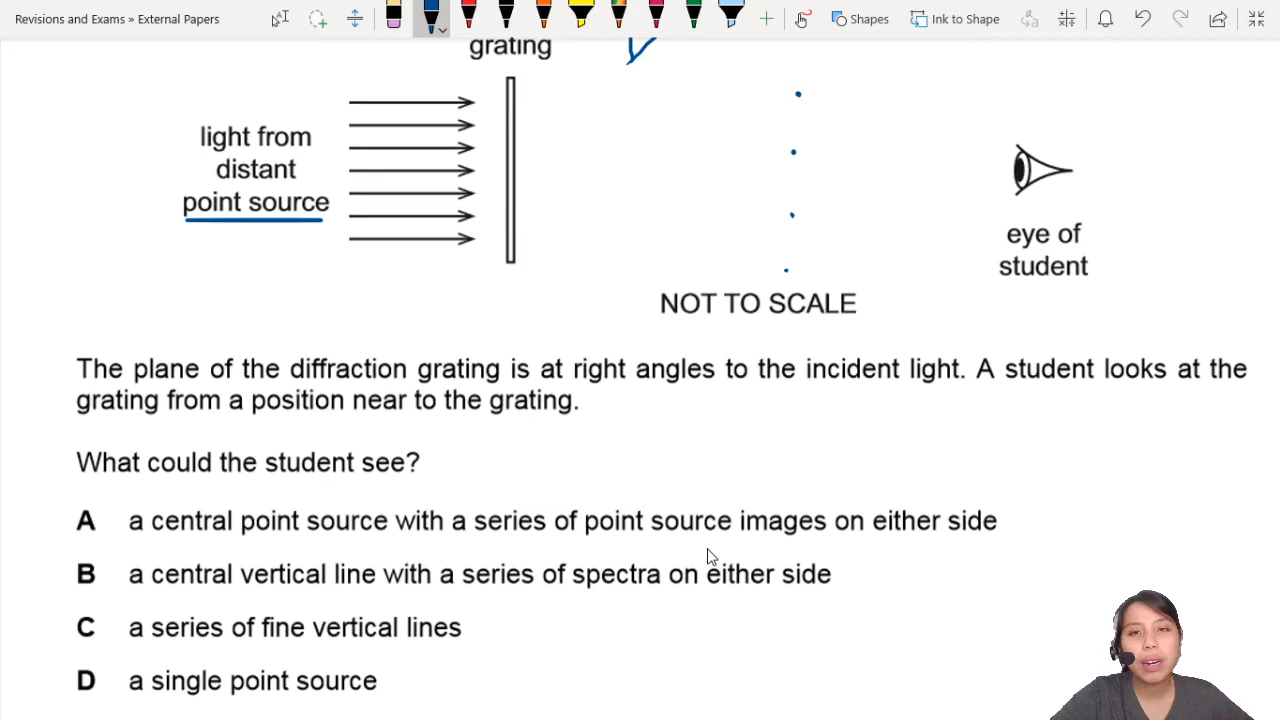 Revisions and Exams » External Papers
Shapes
Ink to Shape
grating
light from
distant
point source
eye of
student
NOT TO SCALE
The plane of the diffraction grating is at right angles to the incident light. A student looks at the
grating from a position near to the grating.
What could the student see?
A a central point source with a series of point source images on either side
B a central vertical line with a series of spectra on either side
C a series of fine vertical lines
D a single point source